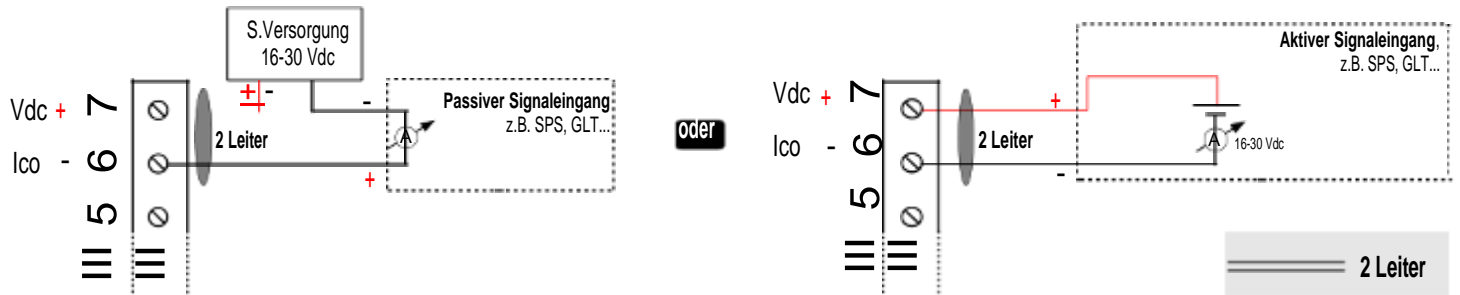 S.Versorgung
16-30 Vdc
+ -
Vdc + 7
Ico - 6
5
2 Leiter
-
+
Passiver Signaleingang
z.B. SPS, GLT...
A
oder
Aktiver Signaleingang,
z.B. SPS, GLT...
Vdc + 7
Ico - 6
5
2 Leiter
+
-
A
16-30 Vdc
2 Leiter